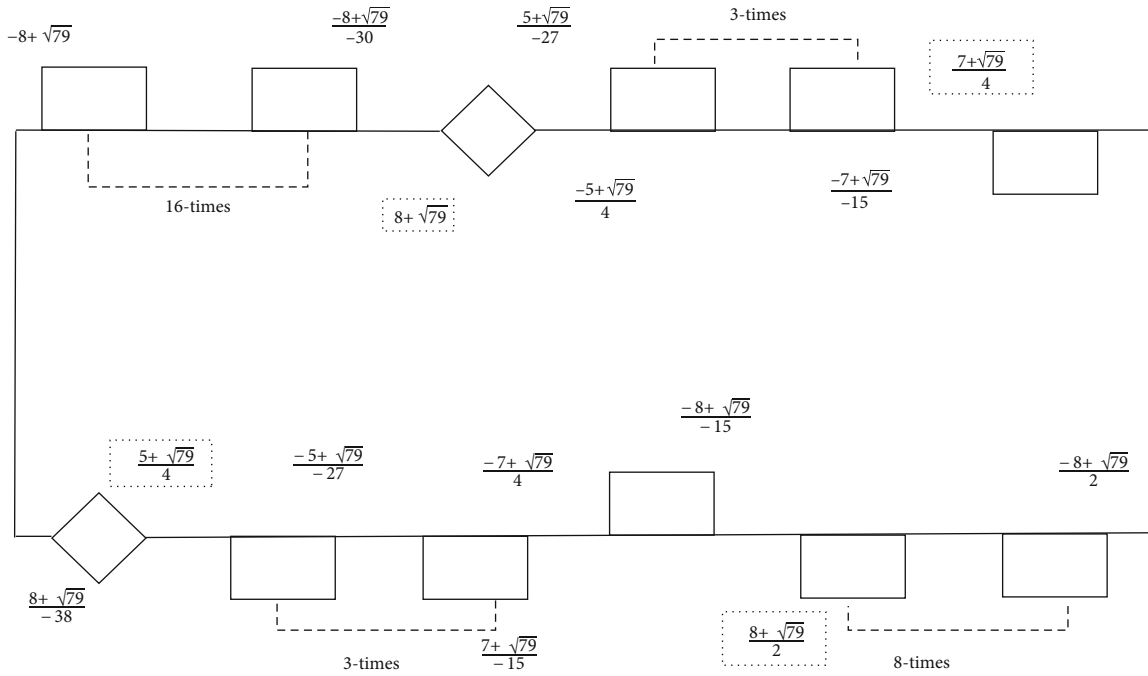 −8+ √79
−8+√79 / −30
5+√79 / −27
3-times
7+√79 / 4
16-times
8+ √79
−5+√79 / 4
−7+√79 / −15
−8+ √79 / −15
5+ √79 / 4
−5+ √79 / −27
−7+ √79 / 4
−8+ √79 / 2
8+ √79 / −38
3-times
7+ √79 / −15
8+ √79 / 2
8-times